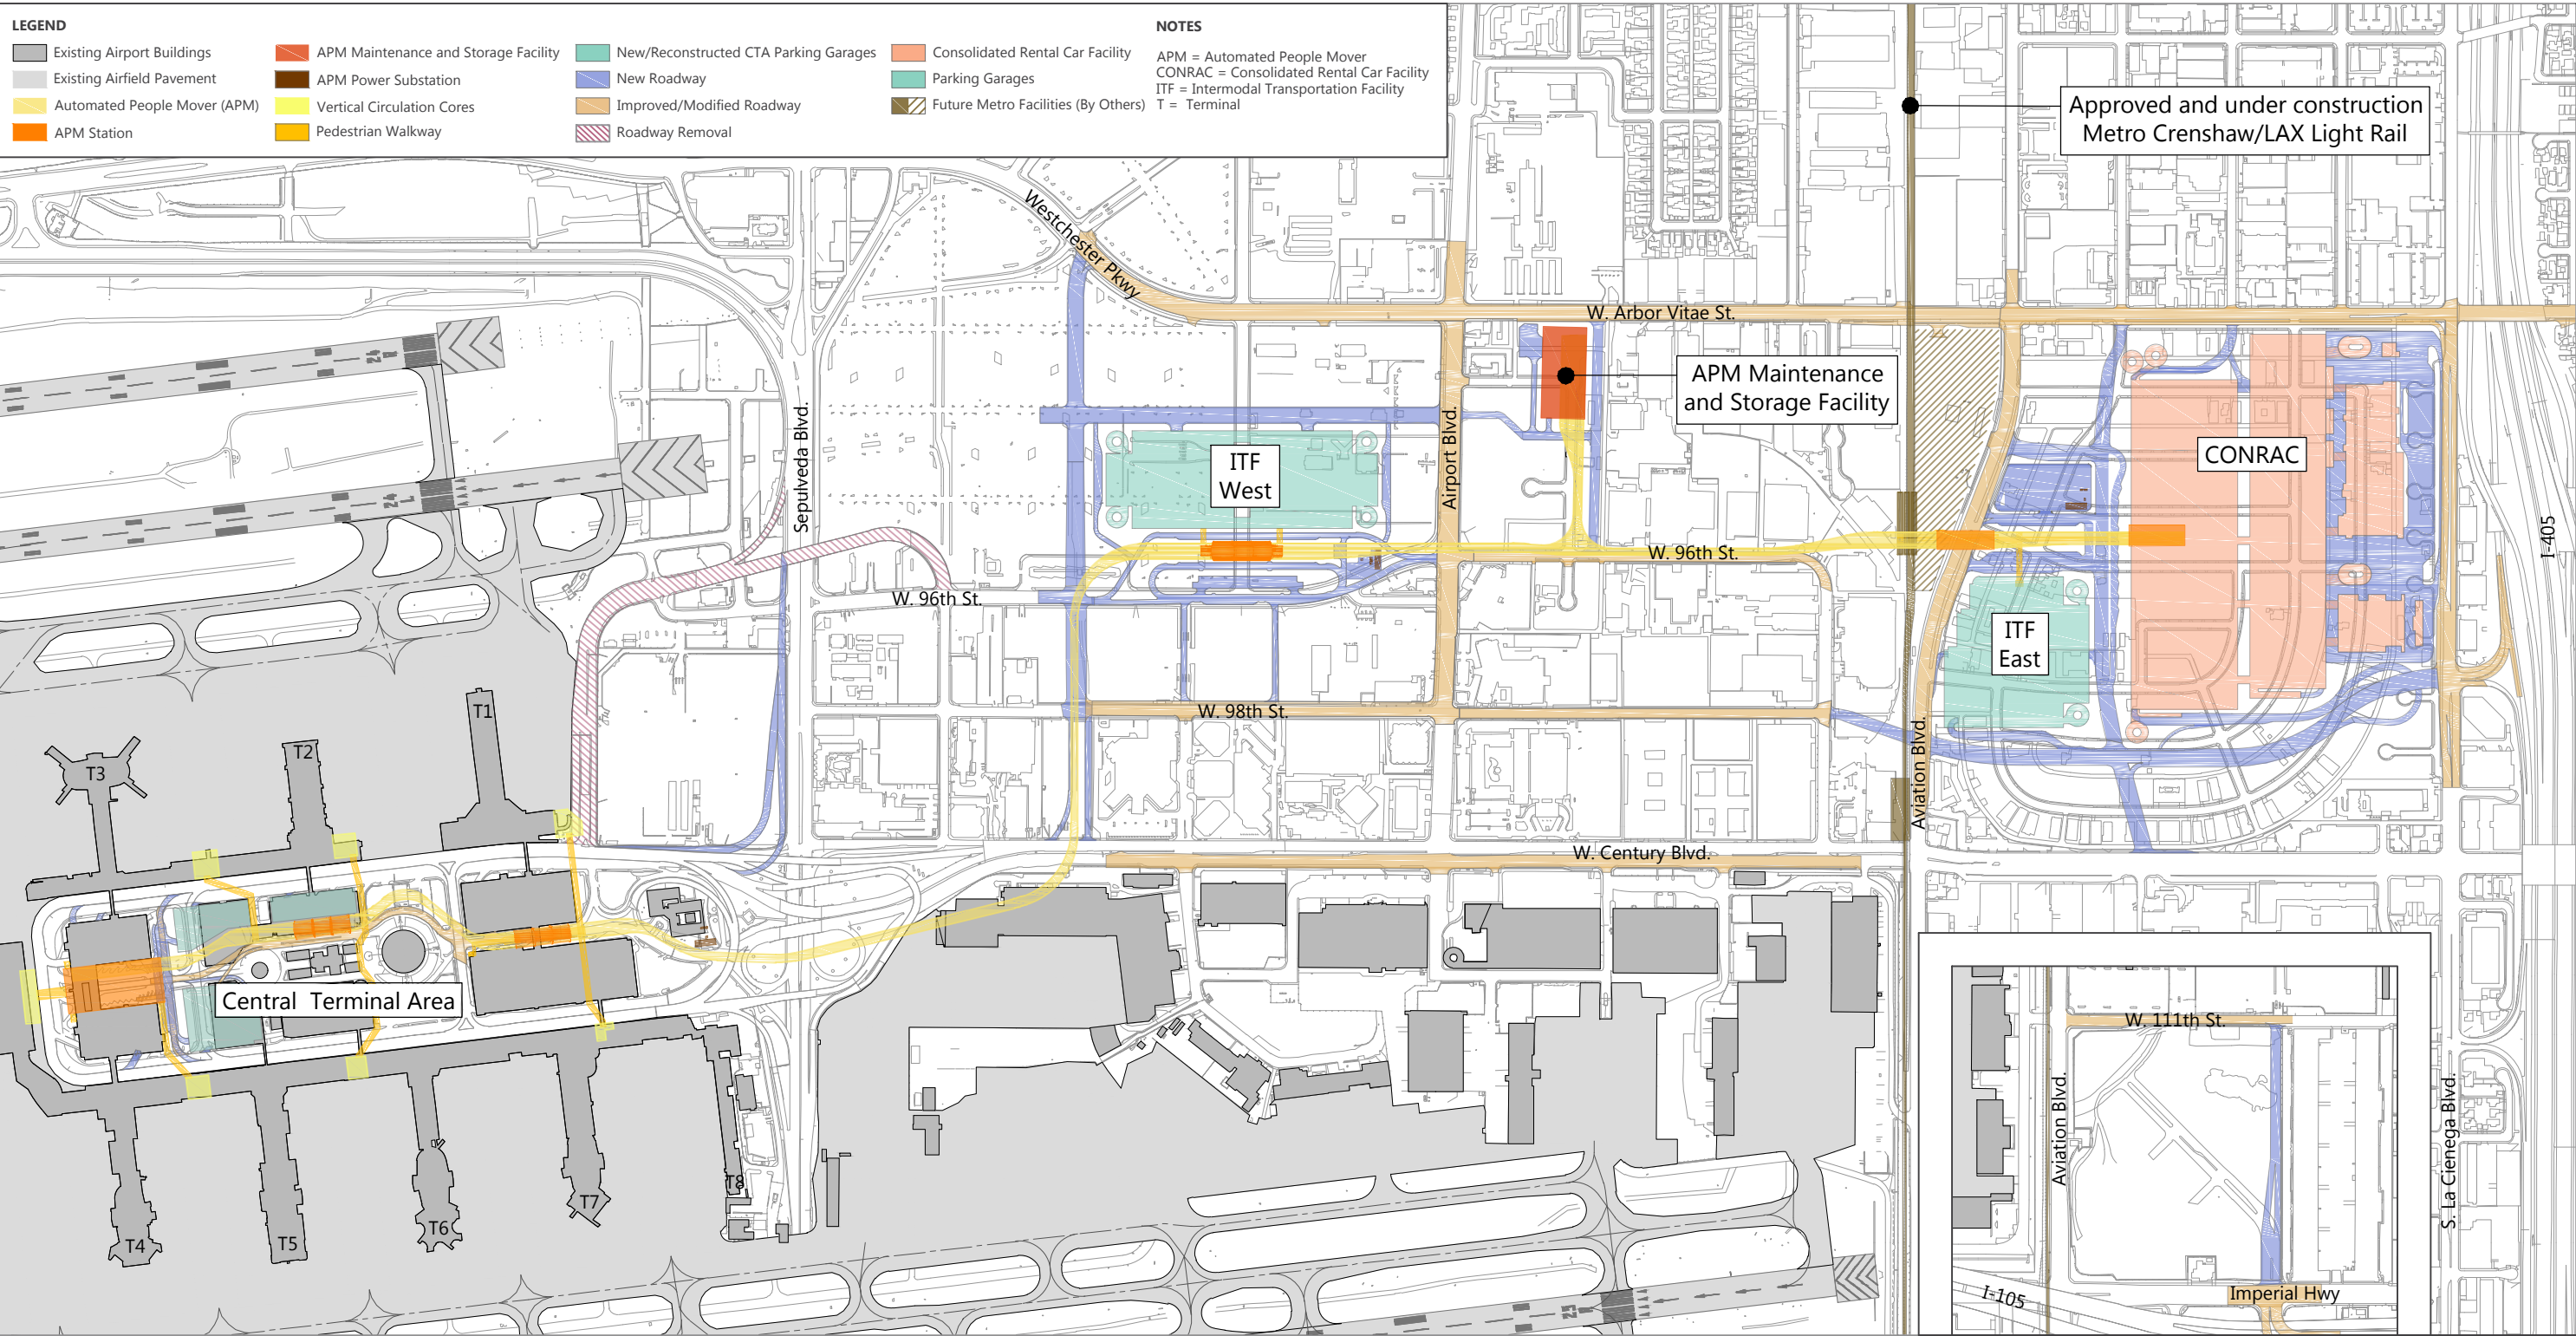 LEGEND
Existing Airport Buildings
Existing Airfield Pavement
Automated People Mover (APM)
APM Station
APM Maintenance and Storage Facility
APM Power Substation
Vertical Circulation Cores
Pedestrian Walkway
New/Reconstructed CTA Parking Garages
New Roadway
Improved/Modified Roadway
Roadway Removal
Consolidated Rental Car Facility
Parking Garages
Future Metro Facilities (By Others)
NOTES
APM = Automated People Mover
CONRAC = Consolidated Rental Car Facility
ITF = Intermodal Transportation Facility
T = Terminal
Approved and under construction
Metro Crenshaw/LAX Light Rail
Westchester Pkwy
W. Arbor Vitae St.
APM Maintenance
and Storage Facility
Sepulveda Blvd.
Airport Blvd.
ITF
West
CONRAC
I-405
W. 96th St.
W. 96th St.
ITF
East
W. 98th St.
Aviation Blvd.
T1
T2
T3
W. Century Blvd.
Central Terminal Area
T4
T5
T6
T7
T8
W. 111th St.
Aviation Blvd.
S. La Cienega Blvd.
I-105
Imperial Hwy